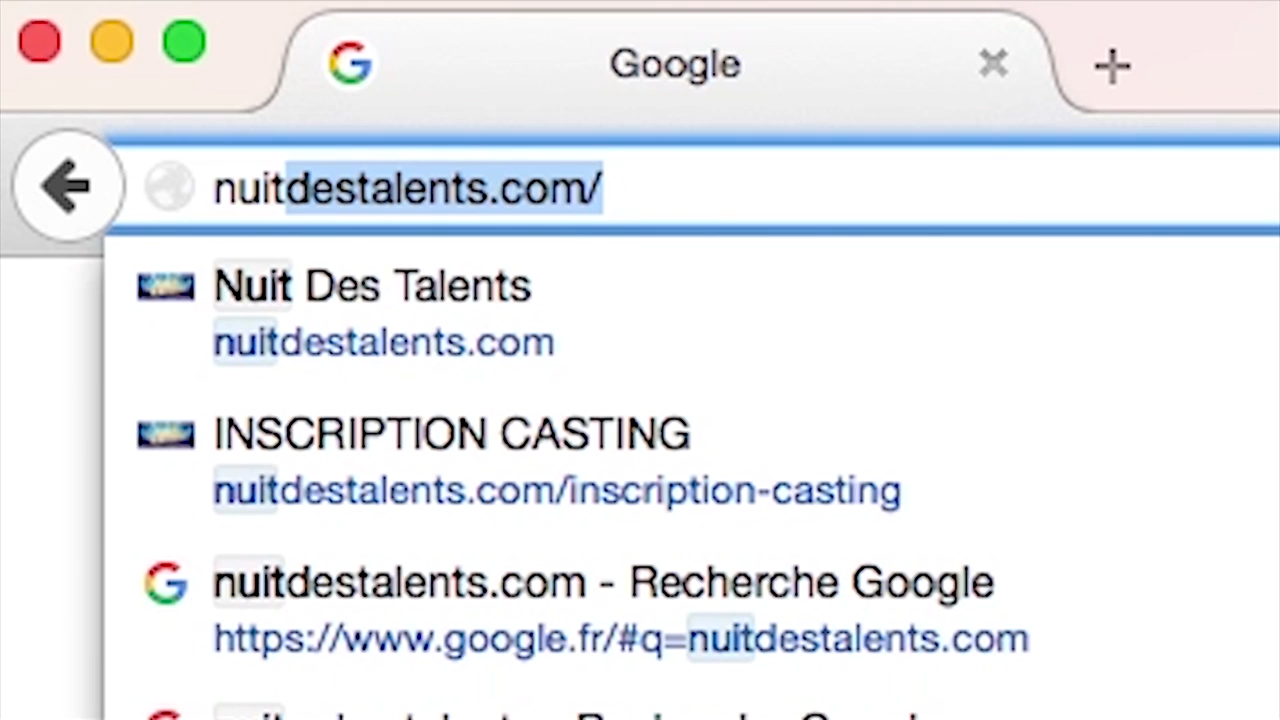 Google
nuitdestalents.com/
Nuit Des Talents
nuitdestalents.com
INSCRIPTION CASTING
nuitdestalents.com/inscription-casting
nuitdestalents.com - Recherche Google
https://www.google.fr/#q=nuitdestalents.com